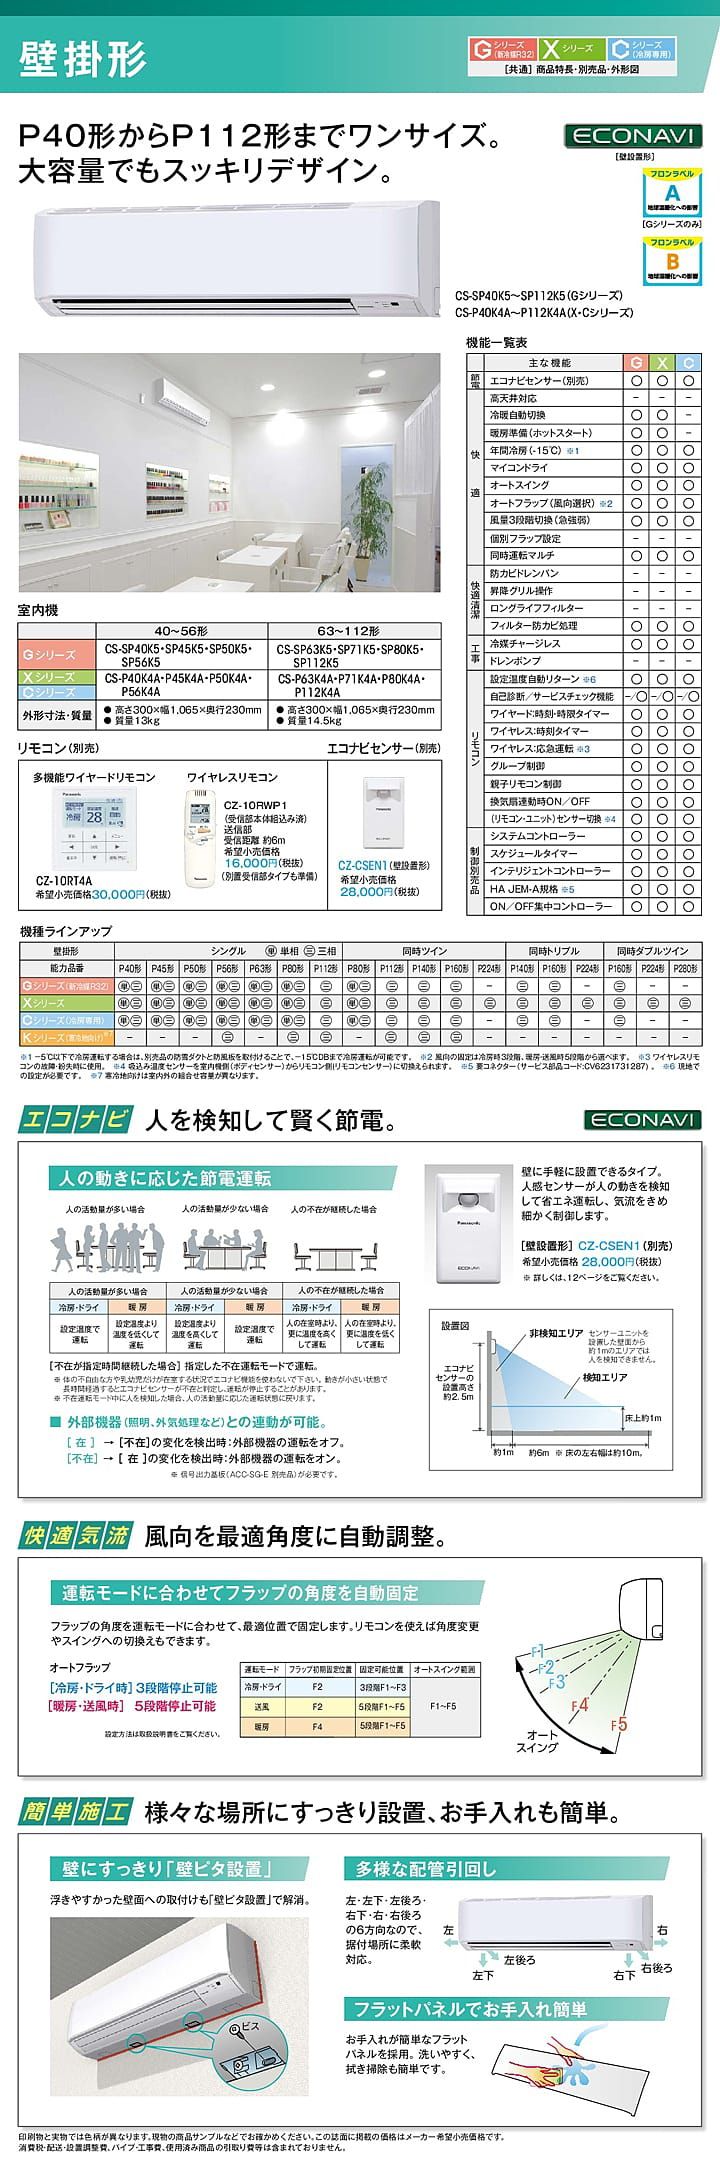 壁掛形
Gシリーズ(新冷媒R32) Xシリーズ Cシリーズ(冷房専用)
[共通]商品特長・別売品・外形図
P40形からP112形までワンサイズ。
大容量でもスッキリデザイン。
ECONAVI
[壁設置形]
フロンラベル
A
地球温暖化への影響
[Gシリーズのみ]
フロンラベル
B
地球温暖化への影響
CS-SP40K5〜SP112K5(Gシリーズ)
CS-P40K4A〜P112K4A(X・Cシリーズ)
機能一覧表
主な機能 G X C
節電 エコナビセンサー(別売) ○ ○ ○
快適 高天井対応 － － －
冷暖自動切換 ○ ○ －
暖房準備(ホットスタート) ○ ○ －
年間冷房(-15℃) ※1 ○ ○ ○
マイコンドライ ○ ○ ○
オートスイング ○ ○ ○
オートフラップ(風向選択) ※2 ○ ○ ○
風量3段階切換(急強弱) ○ ○ ○
個別フラップ設定 － － －
同時運転マルチ ○ ○ ○
快適清潔 防カビドレンパン － － －
昇降グリル操作 － － －
ロングライフフィルター － － －
フィルター防カビ処理 ○ ○ ○
工事 冷媒チャージレス ○ ○ ○
ドレンポンプ － － －
リモコン 設定温度自動リターン ※6 ○ ○ ○
自己診断／サービスチェック機能 －／○ －／○ －／○
ワイヤード:時刻・時限タイマー ○ ○ ○
ワイヤレス:時刻タイマー ○ ○ ○
ワイヤレス:応急運転 ※3 ○ ○ ○
グループ制御 ○ ○ ○
親子リモコン制御 ○ ○ ○
換気扇連動時ON／OFF ○ ○ ○
(リモコン・ユニット)センサー切換 ※4 ○ ○ ○
制御別売品 システムコントローラー ○ ○ ○
スケジュールタイマー ○ ○ ○
インテリジェントコントローラー ○ ○ ○
HA JEM-A規格 ※5 ○ ○ ○
ON／OFF集中コントローラー ○ ○ ○
室内機
40〜56形 63〜112形
Gシリーズ CS-SP40K5・SP45K5・SP50K5・SP56K5 CS-SP63K5・SP71K5・SP80K5・SP112K5
Xシリーズ Cシリーズ CS-P40K4A・P45K4A・P50K4A・P56K4A CS-P63K4A・P71K4A・P80K4A・P112K4A
外形寸法・質量 ● 高さ300×幅1,065×奥行230mm ● 高さ300×幅1,065×奥行230mm
● 質量13kg ● 質量14.5kg
リモコン(別売)
多機能ワイヤードリモコン
Panasonic
冷房 28
CZ-10RT4A
希望小売価格30,000円(税抜)
ワイヤレスリモコン
CZ-10RWP1
(受信部本体組込み済)
送信部
受信距離 約6m
希望小売価格
16,000円(税抜)
(別置受信部タイプも準備)
エコナビセンサー(別売)
Panasonic
CZ-CSEN1(壁設置形)
希望小売価格
28,000円(税抜)
機種ラインアップ
壁掛形 シングル 単単相 三三相 同時ツイン 同時トリプル 同時ダブルツイン
能力品番 P40形 P45形 P50形 P56形 P63形 P80形 P112形 P80形 P112形 P140形 P160形 P224形 P140形 P160形 P224形 P160形 P224形 P280形
Gシリーズ(新冷媒R32) 単三 単三 単三 単三 単三 単三 三 単三 三 三 三 － 三 三 － 三 － －
Xシリーズ 単三 単三 単三 単三 単三 単三 三 単三 三 三 三 三 三 三 三 三 三 三
Cシリーズ(冷房専用) 単三 単三 単三 単三 単三 単三 三 単三 三 三 三 － 三 三 － 三 － －
Kシリーズ(寒冷地向け)※7 － － － 三 － 三 三 － 三 三 三 － － － － － － －
※1 −5℃以下で冷房運転する場合は、別売品の防雪ダクトと防風板を取付けることで、−15℃DBまで冷房運転が可能です。 ※2 風向の固定は冷房時3段階、暖房・送風時5段階から選べます。 ※3 ワイヤレスリモ
コンの故障・紛失時に使用。 ※4 吸込み温度センサーを室内機側(ボディセンサー)からリモコン側(リモコンセンサー)に切換えられます。 ※5 要コネクター(サービス部品コード:CV6231731287)。 ※6 現地で
の設定が必要です。 ※7 寒冷地向けは室内外の組合せ容量が異なります。
エコナビ 人を検知して賢く節電。
ECONAVI
人の動きに応じた節電運転
人の活動量が多い場合 人の活動量が少ない場合 人の不在が継続した場合
人の活動量が多い場合 人の活動量が少ない場合 人の不在が継続した場合
冷房・ドライ 暖房 冷房・ドライ 暖房 冷房・ドライ 暖房
設定温度で運転 設定温度より温度を低くして運転 設定温度より温度を高くして運転 設定温度で運転 人の在室時より、更に温度を高くして運転 人の在室時より、更に温度を低くして運転
[不在が指定時間継続した場合] 指定した不在運転モードで運転。
※ 体の不自由な方や乳幼児だけが在室する状況でエコナビ機能を使わないで下さい。動きが小さい状態で
長時間経過するとエコナビセンサーが不在と判定し、運転が停止することがあります。
※ 不在運転モード中に人を検知した場合、人の活動量に応じた運転状態に戻ります。
■ 外部機器(照明、外気処理など)との連動が可能。
[ 在 ] → [不在]の変化を検出時:外部機器の運転をオフ。
[不在] → [ 在 ]の変化を検出時:外部機器の運転をオン。
※ 信号出力基板(ACC-SG-E 別売品)が必要です。
Panasonic
ECONAVI
壁に手軽に設置できるタイプ。
人感センサーが人の動きを検知
して省エネ運転し、気流をきめ
細かく制御します。
[壁設置形] CZ-CSEN1(別売)
希望小売価格 28,000円(税抜)
※ 詳しくは、12ページをご覧ください。
設置図
非検知エリア センサーユニットを
設置した壁面から
約1mのエリアでは
人を検知できません。
エコナビ
センサーの
設置高さ
約2.5m
検知エリア
床上約1m
約1m 約6m ※ 床の左右幅は約10m。
快適気流 風向を最適角度に自動調整。
運転モードに合わせてフラップの角度を自動固定
フラップの角度を運転モードに合わせて、最適位置で固定します。リモコンを使えば角度変更
やスイングへの切換えもできます。
オートフラップ
[冷房・ドライ時] 3段階停止可能
[暖房・送風時] 5段階停止可能
設定方法は取扱説明書をご覧ください。
運転モード フラップ初期固定位置 固定可能位置 オートスイング範囲
冷房・ドライ F2 3段階F1〜F3 F1〜F5
送風 F2 5段階F1〜F5
暖房 F4 5段階F1〜F5
F1
F2
F3
F4
F5
オート
スイング
簡単施工 様々な場所にすっきり設置、お手入れも簡単。
壁にすっきり「壁ピタ設置」
浮きやすかった壁面への取付けも「壁ピタ設置」で解消。
ビス
多様な配管引回し
左・左下・左後ろ・
右下・右・右後ろ
の6方向なので、
据付場所に柔軟
対応。
左 右
左後ろ 右後ろ
左下 右下
フラットパネルでお手入れ簡単
お手入れが簡単なフラット
パネルを採用。洗いやすく、
拭き掃除も簡単です。
印刷物と実物では色柄が異なります。現物の商品サンプルなどでお確かめください。この誌面に掲載の価格はメーカー希望小売価格です。
消費税・配送・設置調整費、パイプ・工事費、使用済み商品の引取り費等は含まれておりません。